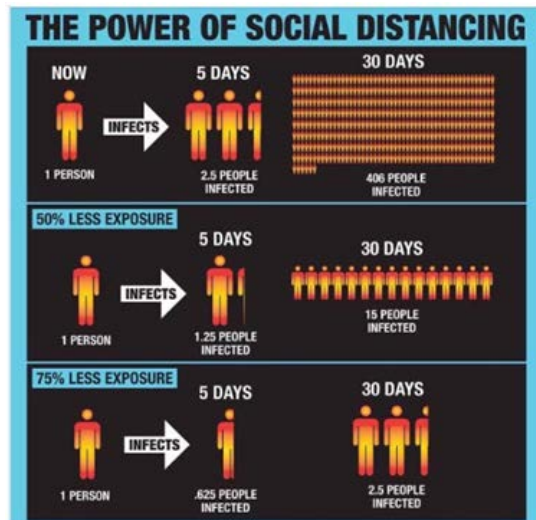 THE POWER OF SOCIAL DISTANCING
NOW
5 DAYS
30 DAYS
INFECTS
1 PERSON
2.5 PEOPLE
INFECTED
406 PEOPLE
INFECTED
50% LESS EXPOSURE
5 DAYS
30 DAYS
INFECTS
1 PERSON
1.25 PEOPLE
INFECTED
15 PEOPLE
INFECTED
75% LESS EXPOSURE
5 DAYS
30 DAYS
INFECTS
1 PERSON
.625 PEOPLE
INFECTED
2.5 PEOPLE
INFECTED